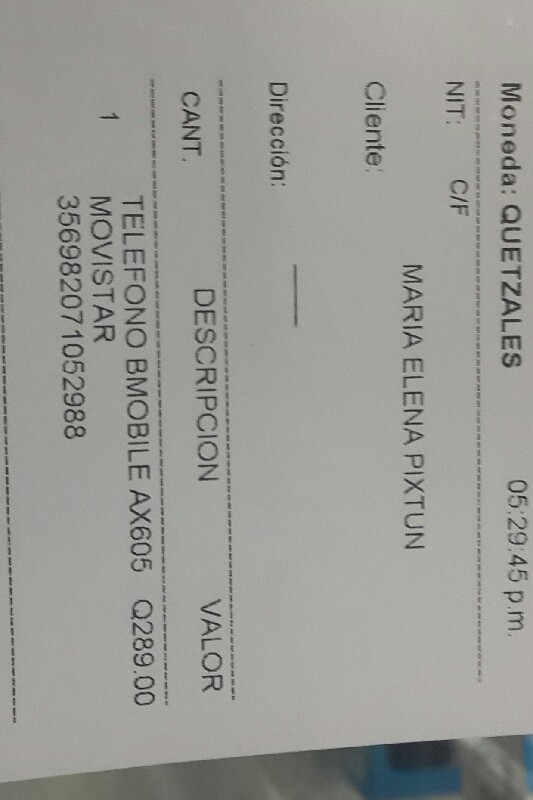 Moneda: QUETZALES 05:29:45 p.m.
NIT: C/F
Cliente: MARIA ELENA PIXTUN
Dirección:
CANT. DESCRIPCION VALOR
1 TELEFONO BMOBILE AX605 Q289.00
MOVISTAR
356982071052988